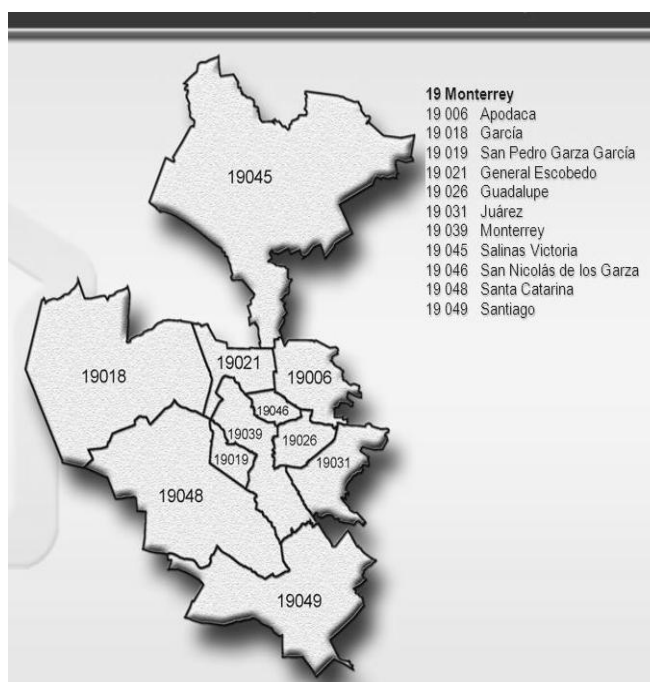 19 Monterrey
19 006 Apodaca
19 018 García
19 019 San Pedro Garza García
19 021 General Escobedo
19 026 Guadalupe
19 031 Juárez
19 039 Monterrey
19 045 Salinas Victoria
19 046 San Nicolás de los Garza
19 048 Santa Catarina
19 049 Santiago
19045
19021
19018
19006
19046
19039
19026
19019
19031
19048
19049